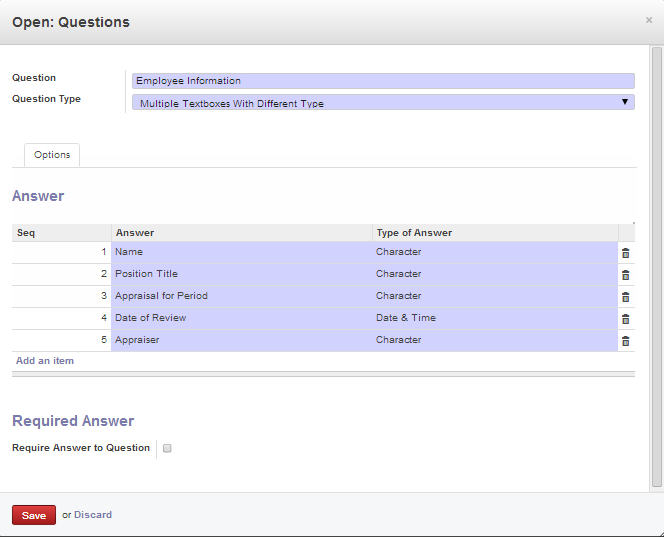 Open: Questions
×
Question Employee Information
Question Type Multiple Textboxes With Different Type
Options
Answer
Seq Answer Type of Answer
1 Name Character
2 Position Title Character
3 Appraisal for Period Character
4 Date of Review Date & Time
5 Appraiser Character
Add an item
Required Answer
Require Answer to Question
Save or Discard